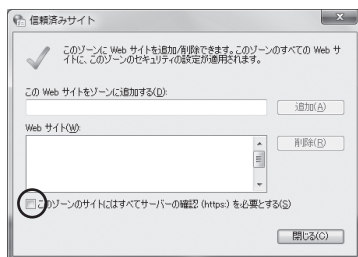 信頼済みサイト
このゾーンに Web サイトを追加/削除できます。このゾーンのすべての Web サ
イトに、このゾーンのセキュリティの設定が適用されます。
この Web サイトをゾーンに追加する(D):
追加(A)
Web サイト(W):
削除(R)
このゾーンのサイトにはすべてサーバーの確認 (https:) を必要とする(S)
閉じる(C)